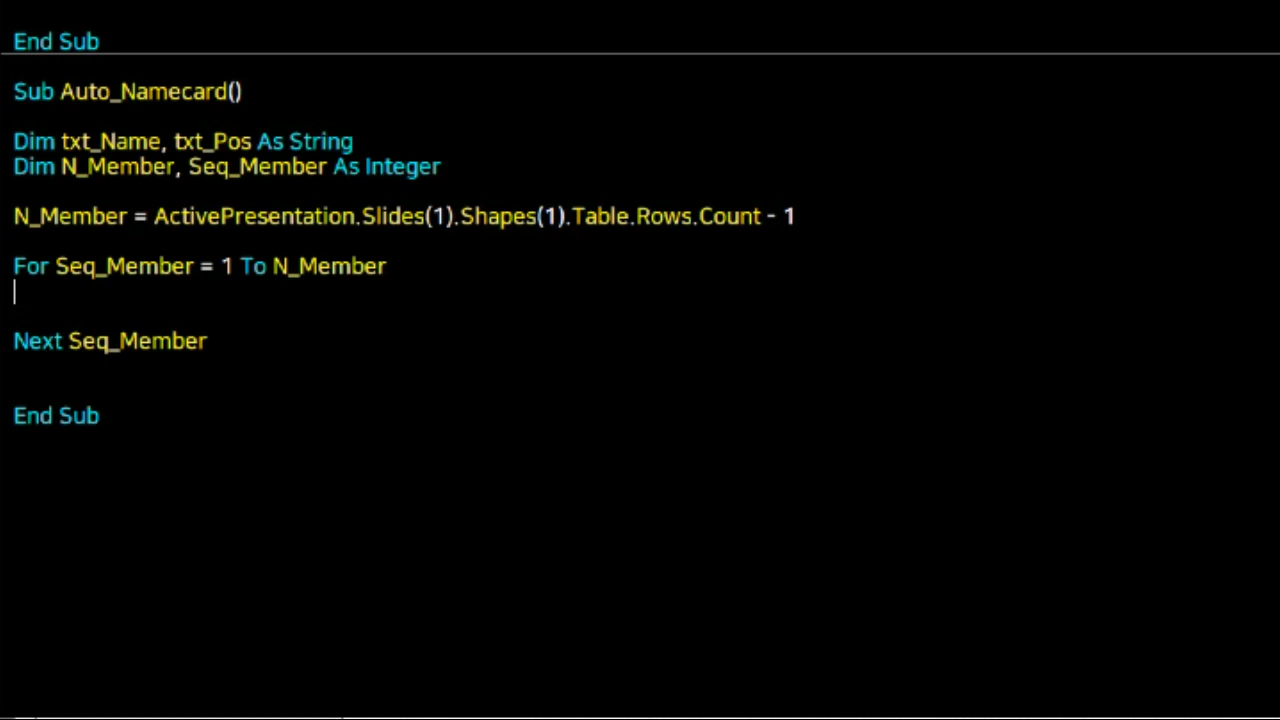 End Sub
Sub Auto_Namecard()
Dim txt_Name, txt_Pos As String
Dim N_Member, Seq_Member As Integer
N_Member = ActivePresentation.Slides(1).Shapes(1).Table.Rows.Count - 1
For Seq_Member = 1 To N_Member
Next Seq_Member
End Sub